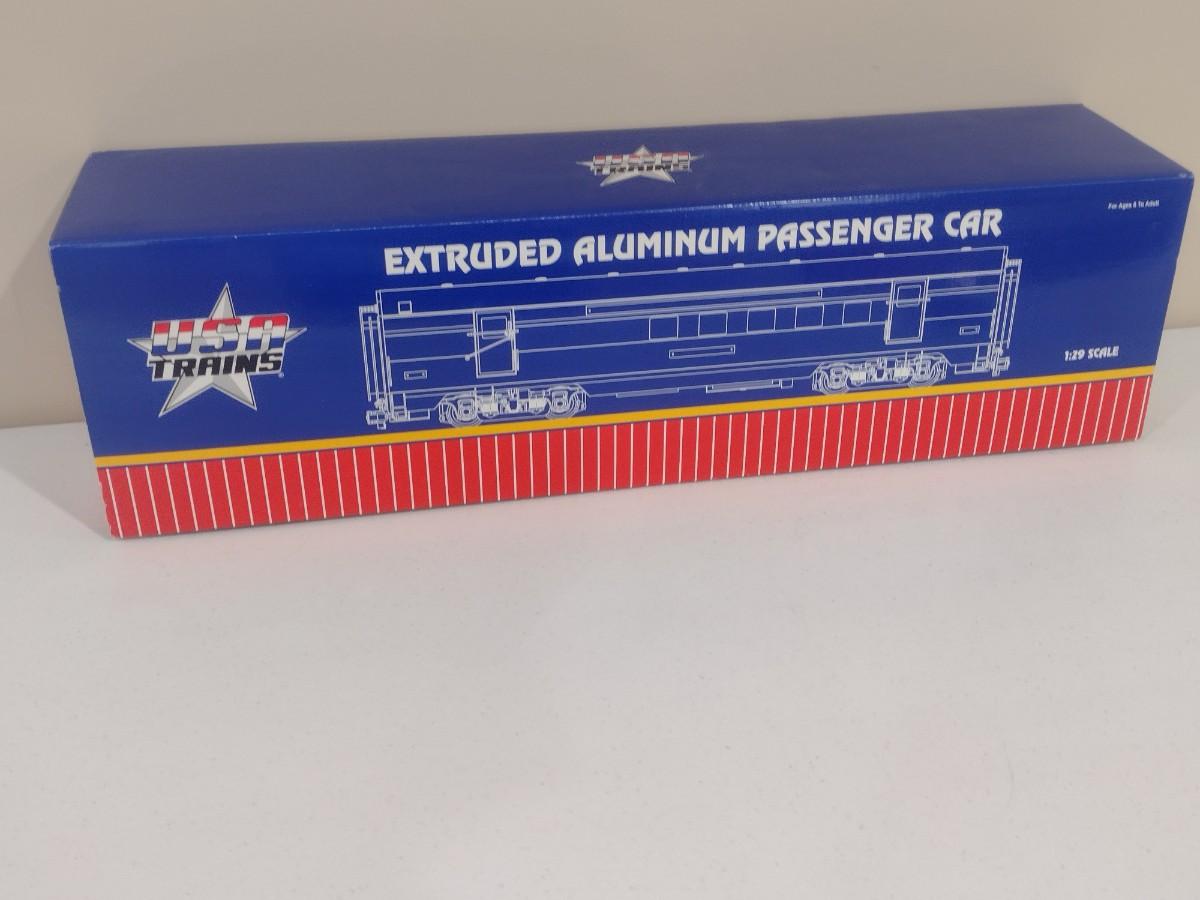 USA
TRAINS
For Ages 8 To Adult
EXTRUDED ALUMINUM PASSENGER CAR
USA
TRAINS®
1:29 SCALE